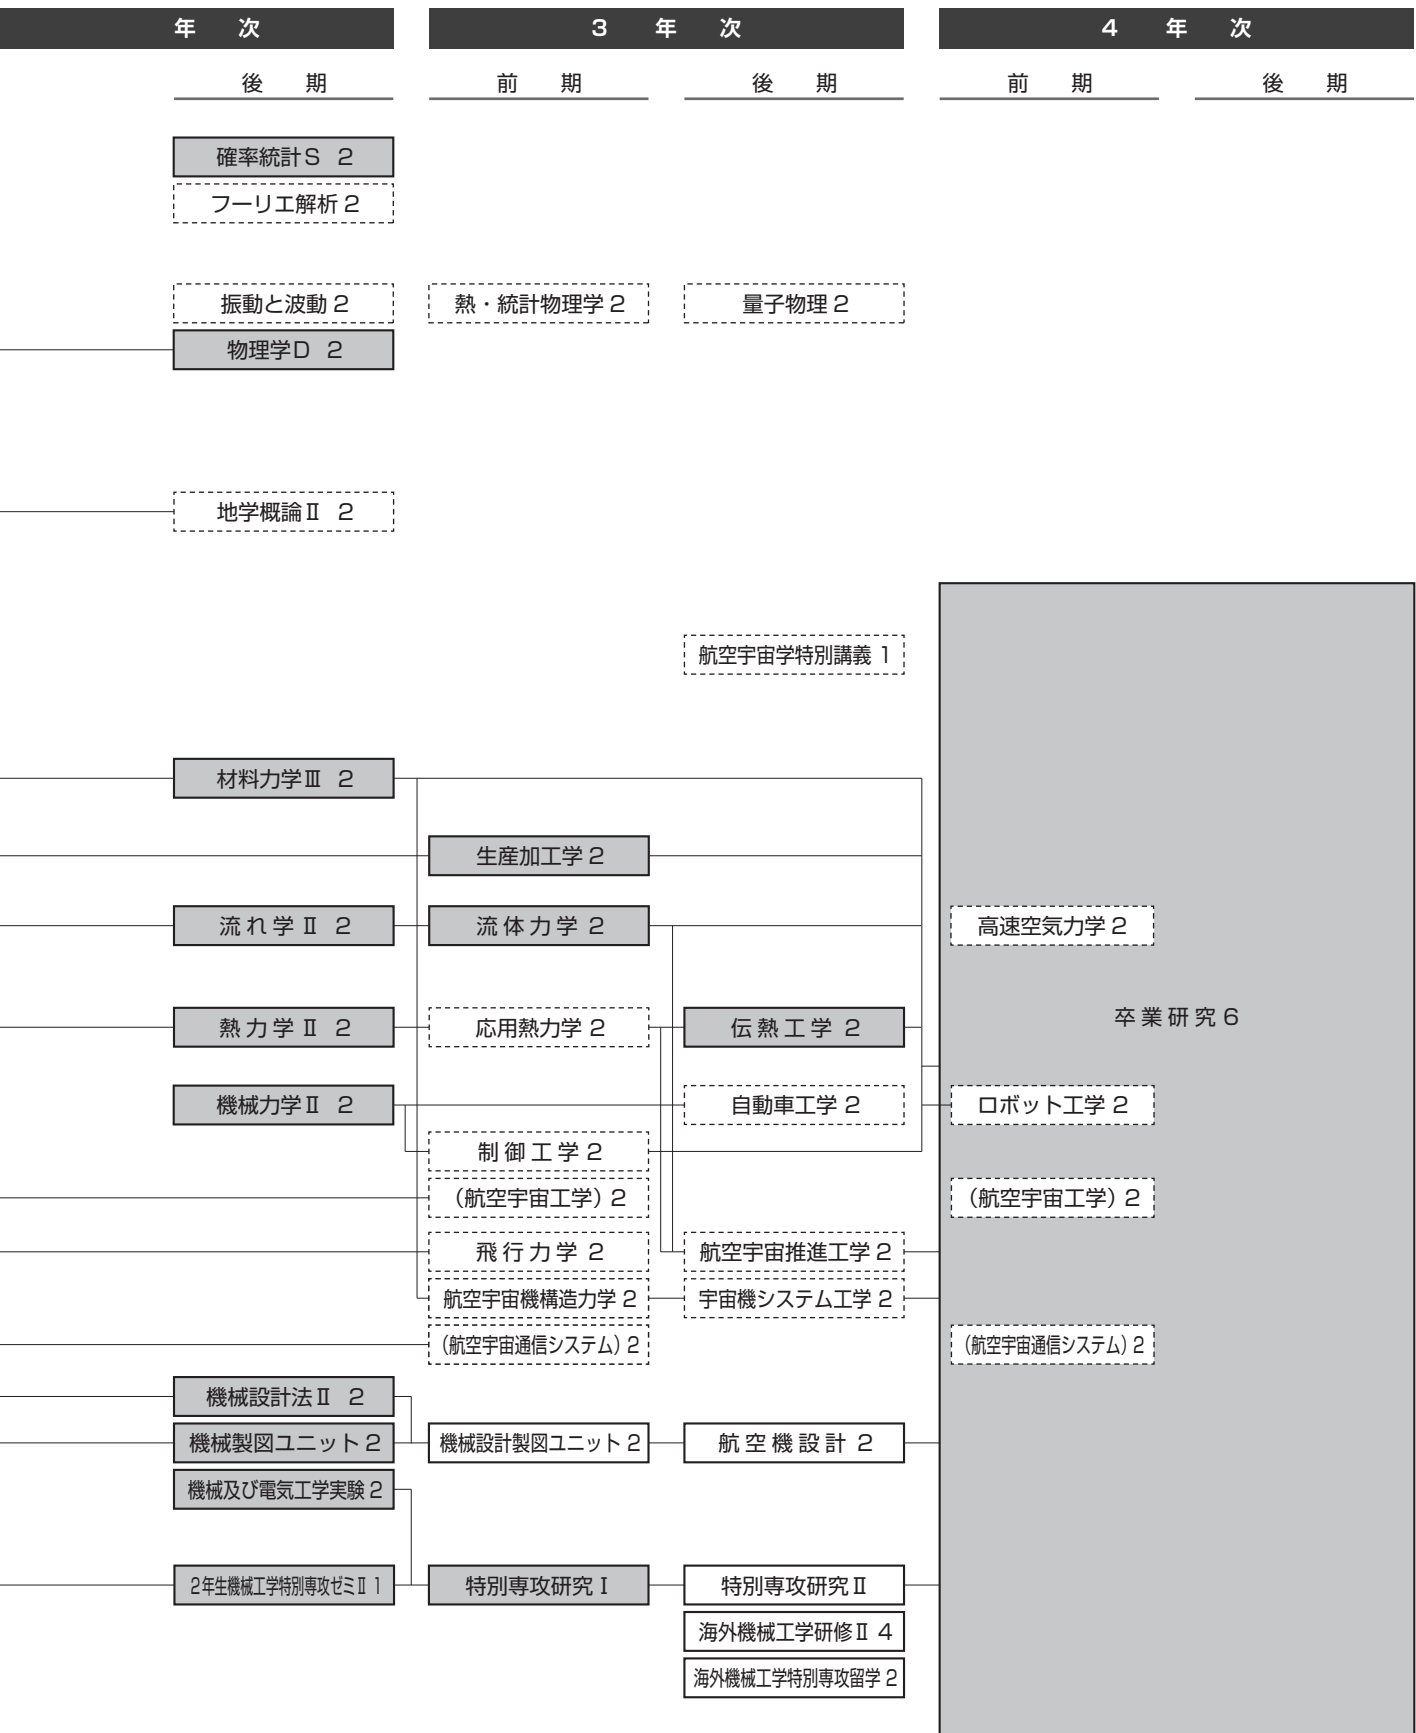 年 次
3 年 次
4 年 次
後 期
前 期
後 期
前 期
後 期
確率統計S 2
フーリエ解析 2
振動と波動 2
熱・統計物理学 2
量子物理 2
物理学D 2
地学概論Ⅱ 2
航空宇宙学特別講義 1
材料力学Ⅲ 2
生産加工学 2
流れ学Ⅱ 2
流体力学 2
高速空気力学 2
熱力学Ⅱ 2
応用熱力学 2
伝熱工学 2
卒業研究 6
機械力学Ⅱ 2
自動車工学 2
ロボット工学 2
制御工学 2
(航空宇宙工学) 2
(航空宇宙工学) 2
飛行力学 2
航空宇宙推進工学 2
航空宇宙機構造力学 2
宇宙機システム工学 2
(航空宇宙通信システム) 2
(航空宇宙通信システム) 2
機械設計法Ⅱ 2
機械製図ユニット 2
機械設計製図ユニット 2
航空機設計 2
機械及び電気工学実験 2
2年生機械工学特別専攻ゼミⅡ 1
特別専攻研究Ⅰ
特別専攻研究Ⅱ
海外機械工学研修Ⅱ 4
海外機械工学特別専攻留学 2